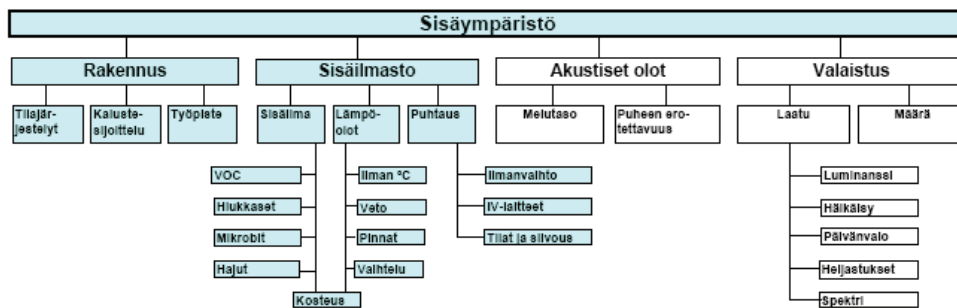 Sisäympäristö
Rakennus
Sisäilmasto
Akustiset olot
Valaistus
Tilajär-
jestelyt
Kaluste-
sijoittelu
Työpiste
Sisäilma
Lämpö-
olot
Puhtaus
Melutaso
Puheen ero-
tettavuus
Laatu
Määrä
VOC
Ilman ºC
Ilmanvaihto
Luminanssi
Hiukkaset
Veto
IV-laitteet
Häikäisy
Mikrobit
Pinnat
Tilat ja siivous
Päivänvalo
Hajut
Vaihtelu
Heijastukset
Kosteus
Spektri